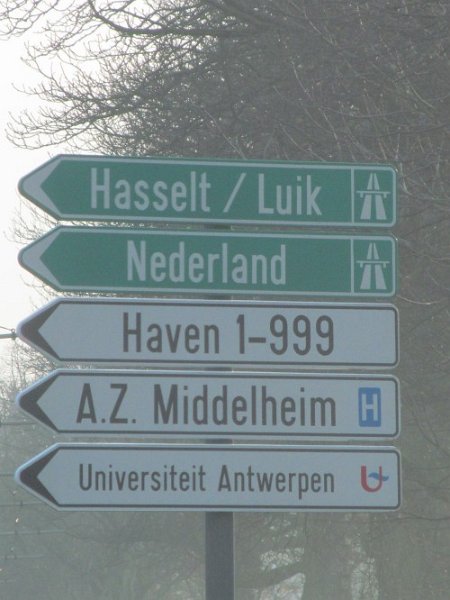 Hasselt / Luik
Nederland
Haven 1-999
A.Z. Middelheim H
Universiteit Antwerpen